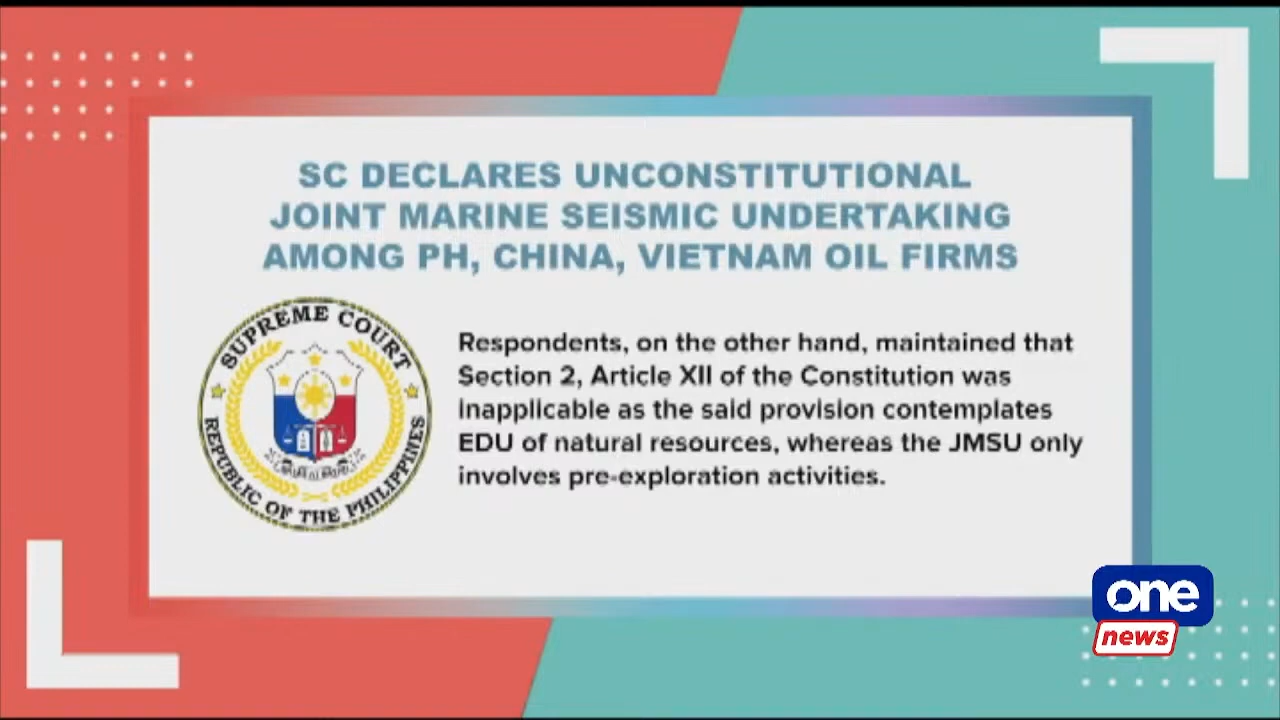 SC DECLARES UNCONSTITUTIONAL
JOINT MARINE SEISMIC UNDERTAKING
AMONG PH, CHINA, VIETNAM OIL FIRMS
SUPREME COURT
REPUBLIC OF THE PHILIPPINES
Respondents, on the other hand, maintained that
Section 2, Article XII of the Constitution was
inapplicable as the said provision contemplates
EDU of natural resources, whereas the JMSU only
involves pre-exploration activities.
one
news